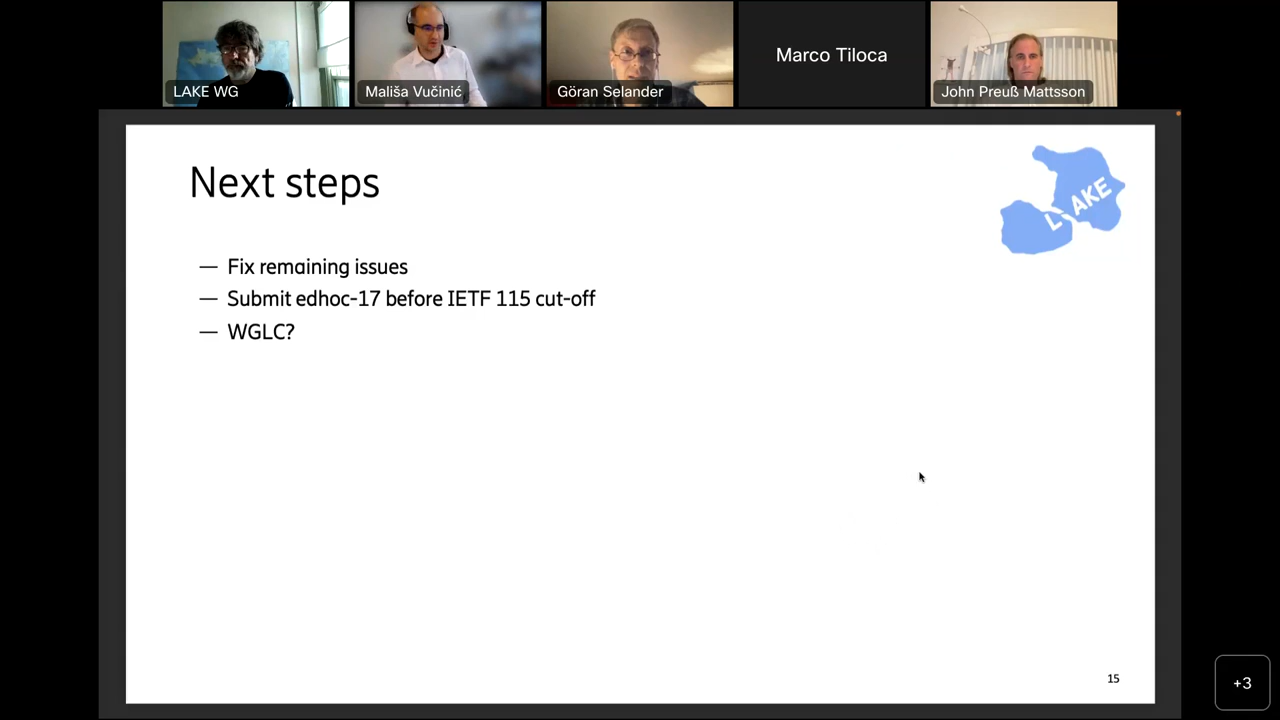 LAKE WG
Mališa Vučinić
Göran Selander
Marco Tiloca
John Preuß Mattsson
Next steps
LAKE
— Fix remaining issues
— Submit edhoc-17 before IETF 115 cut-off
— WGLC?
15
+3